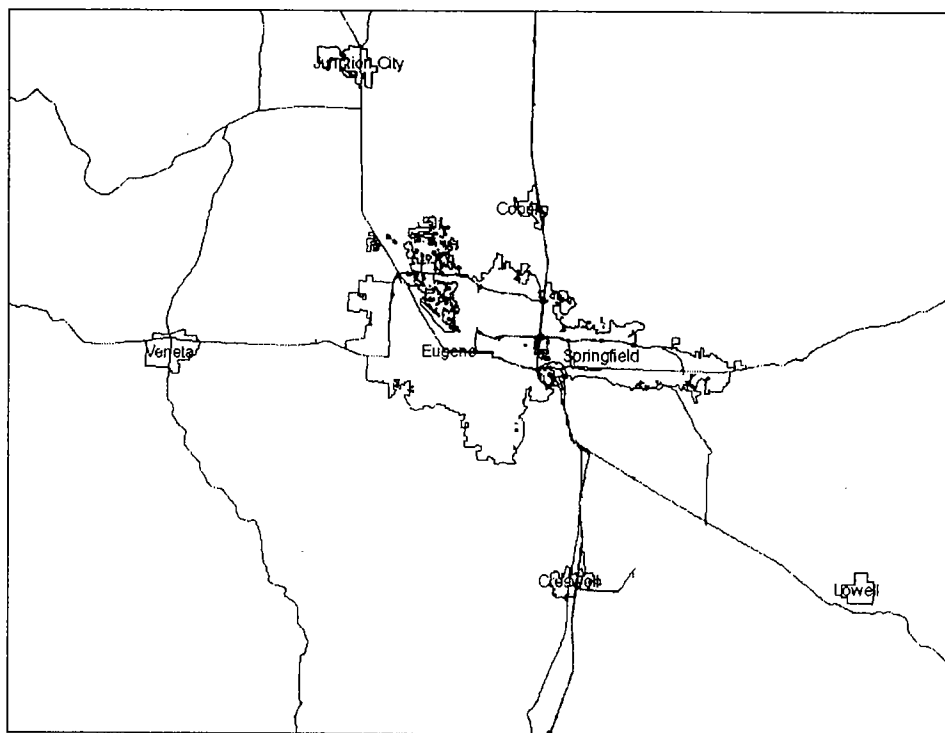 Junction City
Coburg
Veneta
Eugene
Springfield
Creswell
Lowell